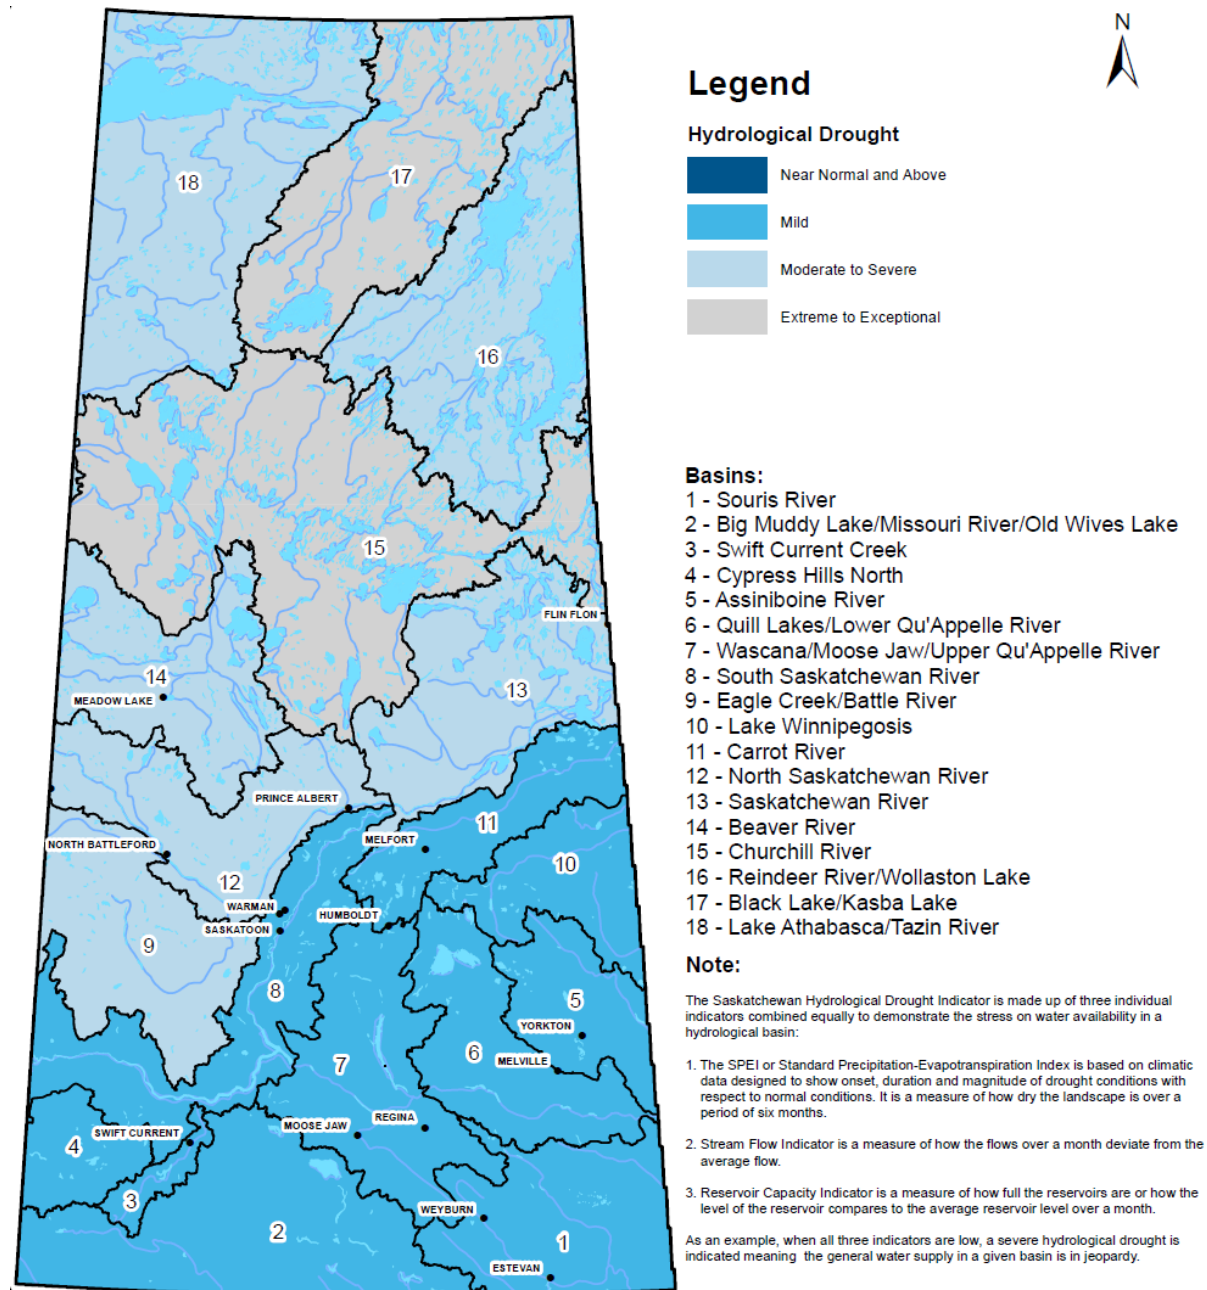 N
Legend
Hydrological Drought
Near Normal and Above
Mild
Moderate to Severe
Extreme to Exceptional
18
17
16
15
FLIN FLON
14
MEADOW LAKE
13
PRINCE ALBERT
11
NORTH BATTLEFORD
MELFORT
10
12
WARMAN
HUMBOLDT
SASKATOON
9
8
5
YORKTON
6
MELVILLE
7
REGINA
MOOSE JAW
SWIFT CURRENT
4
3
WEYBURN
2
1
ESTEVAN
Basins:
1 - Souris River
2 - Big Muddy Lake/Missouri River/Old Wives Lake
3 - Swift Current Creek
4 - Cypress Hills North
5 - Assiniboine River
6 - Quill Lakes/Lower Qu'Appelle River
7 - Wascana/Moose Jaw/Upper Qu'Appelle River
8 - South Saskatchewan River
9 - Eagle Creek/Battle River
10 - Lake Winnipegosis
11 - Carrot River
12 - North Saskatchewan River
13 - Saskatchewan River
14 - Beaver River
15 - Churchill River
16 - Reindeer River/Wollaston Lake
17 - Black Lake/Kasba Lake
18 - Lake Athabasca/Tazin River
Note:
The Saskatchewan Hydrological Drought Indicator is made up of three individual
indicators combined equally to demonstrate the stress on water availability in a
hydrological basin:
1. The SPEI or Standard Precipitation-Evapotranspiration Index is based on climatic
data designed to show onset, duration and magnitude of drought conditions with
respect to normal conditions. It is a measure of how dry the landscape is over a
period of six months.
2. Stream Flow Indicator is a measure of how the flows over a month deviate from the
average flow.
3. Reservoir Capacity Indicator is a measure of how full the reservoirs are or how the
level of the reservoir compares to the average reservoir level over a month.
As an example, when all three indicators are low, a severe hydrological drought is
indicated meaning the general water supply in a given basin is in jeopardy.